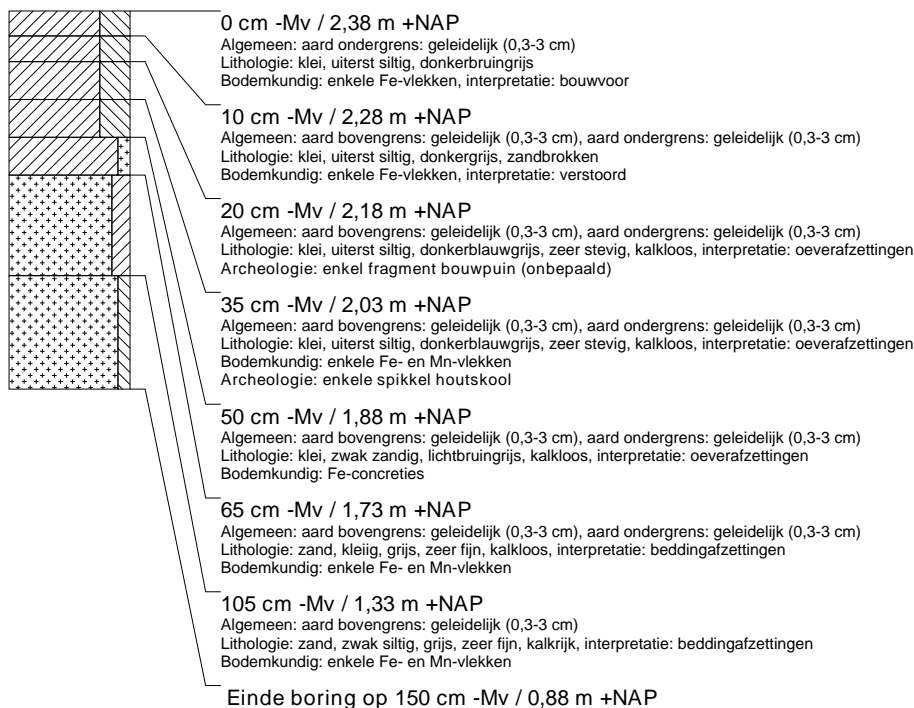 0 cm -Mv / 2,38 m +NAP
Algemeen: aard ondergrens: geleidelijk (0,3-3 cm)
Lithologie: klei, uiterst siltig, donkerbruingrijs
Bodemkundig: enkele Fe-vlekken, interpretatie: bouwvoor
10 cm -Mv / 2,28 m +NAP
Algemeen: aard bovengrens: geleidelijk (0,3-3 cm), aard ondergrens: geleidelijk (0,3-3 cm)
Lithologie: klei, uiterst siltig, donkergrijs, zandbrokken
Bodemkundig: enkele Fe-vlekken, interpretatie: verstoord
20 cm -Mv / 2,18 m +NAP
Algemeen: aard bovengrens: geleidelijk (0,3-3 cm), aard ondergrens: geleidelijk (0,3-3 cm)
Lithologie: klei, uiterst siltig, donkerblauwgrijs, zeer stevig, kalkloos, interpretatie: oeverafzettingen
Archeologie: enkel fragment bouwpuin (onbepaald)
35 cm -Mv / 2,03 m +NAP
Algemeen: aard bovengrens: geleidelijk (0,3-3 cm), aard ondergrens: geleidelijk (0,3-3 cm)
Lithologie: klei, uiterst siltig, donkerblauwgrijs, zeer stevig, kalkloos, interpretatie: oeverafzettingen
Bodemkundig: enkele Fe- en Mn-vlekken
Archeologie: enkele spikkel houtskool
50 cm -Mv / 1,88 m +NAP
Algemeen: aard bovengrens: geleidelijk (0,3-3 cm), aard ondergrens: geleidelijk (0,3-3 cm)
Lithologie: klei, zwak zandig, lichtbruingrijs, kalkloos, interpretatie: oeverafzettingen
Bodemkundig: Fe-concreties
65 cm -Mv / 1,73 m +NAP
Algemeen: aard bovengrens: geleidelijk (0,3-3 cm), aard ondergrens: geleidelijk (0,3-3 cm)
Lithologie: zand, kleiig, grijs, zeer fijn, kalkloos, interpretatie: beddingafzettingen
Bodemkundig: enkele Fe- en Mn-vlekken
105 cm -Mv / 1,33 m +NAP
Algemeen: aard bovengrens: geleidelijk (0,3-3 cm)
Lithologie: zand, zwak siltig, grijs, zeer fijn, kalkrijk, interpretatie: beddingafzettingen
Bodemkundig: enkele Fe- en Mn-vlekken
Einde boring op 150 cm -Mv / 0,88 m +NAP